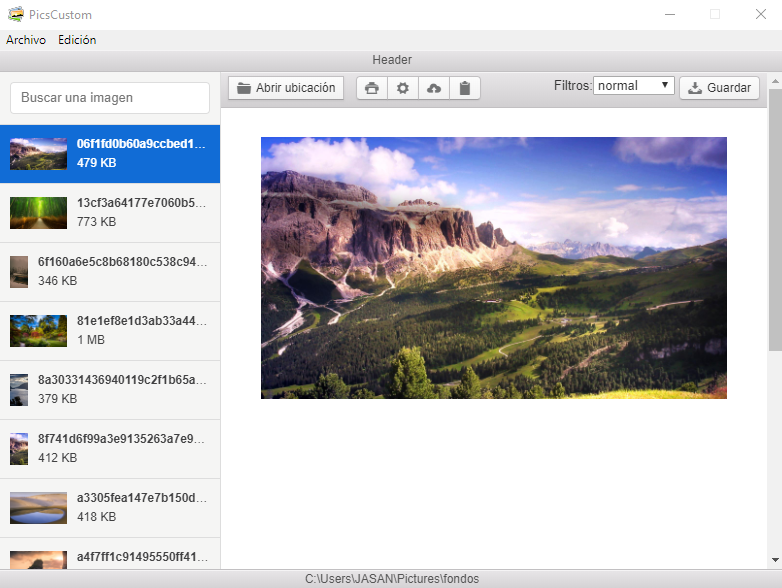 PicsCustom
Archivo Edición
Header
Buscar una imagen
Abrir ubicación
Filtros: normal
Guardar
06f1fd0b60a9ccbed1...
479 KB
13cf3a64177e7060b5...
773 KB
6f160a6e5c8b68180c538c94...
346 KB
81e1ef8e1d3ab33a44...
1 MB
8a30331436940119c2f1b65a...
379 KB
8f741d6f99a3e9135263a7e9...
412 KB
a3305fea147e7b150d...
418 KB
a4f7ff1c91495550ff41...
C:\Users\JASAN\Pictures\fondos